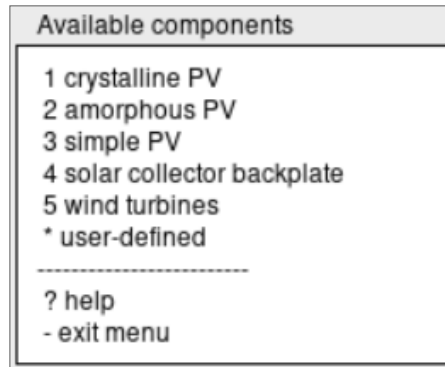 Available components
1 crystalline PV
2 amorphous PV
3 simple PV
4 solar collector backplate
5 wind turbines
* user-defined
-------------------------
? help
- exit menu